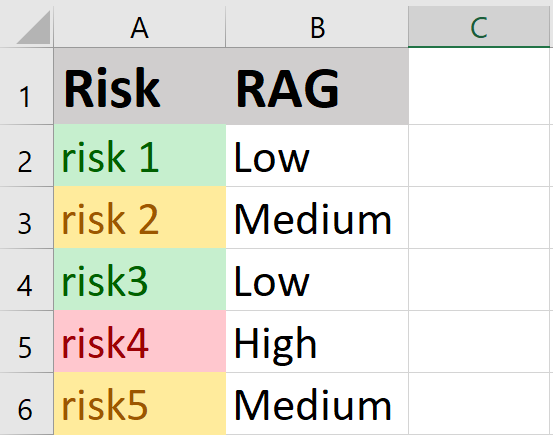 A B C
1 Risk RAG
2 risk 1 Low
3 risk 2 Medium
4 risk3 Low
5 risk4 High
6 risk5 Medium